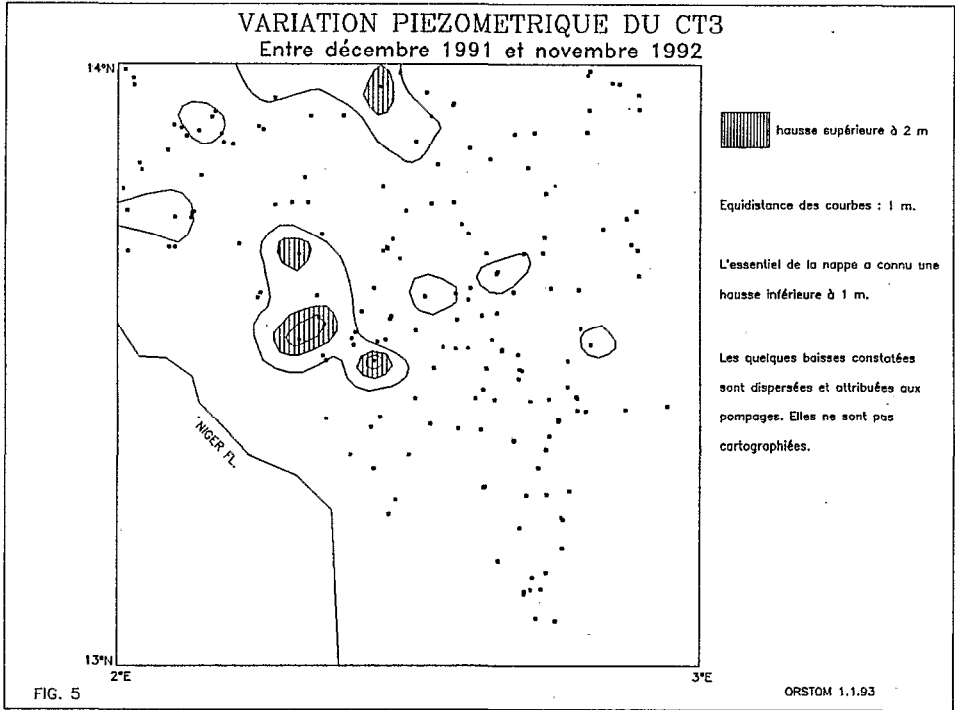 VARIATION PIEZOMETRIQUE DU CT3
Entre décembre 1991 et novembre 1992
14°N
hausse supérieure à 2 m
Equidistance des courbes : 1 m.
L'essentiel de la nappe a connu une
hausse inférieure à 1 m.
Les quelques baisses constatées
sont dispersées et attribuées aux
pompages. Elles ne sont pas
cartographiées.
NIGER FL.
13°N
2°E
3°E
FIG. 5
ORSTOM 1.1.93